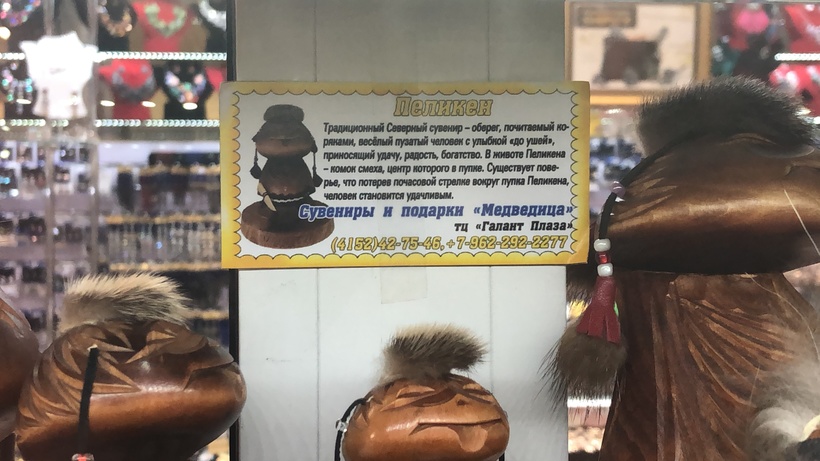 Пеликен
Традиционный Северный сувенир – оберег, почитаемый ко-
ряками, весёлый пузатый человек с улыбкой «до ушей»,
приносящий удачу, радость, богатство. В животе Пеликена
– комок смеха, центр которого в пупке. Существует пове-
рье, что потерев почасовой стрелке вокруг пупка Пеликена,
человек становится удачливым.
Сувениры и подарки «Медведица»
тц «Галант Плаза»
(4152)42-75-46, +7-962-292-2277